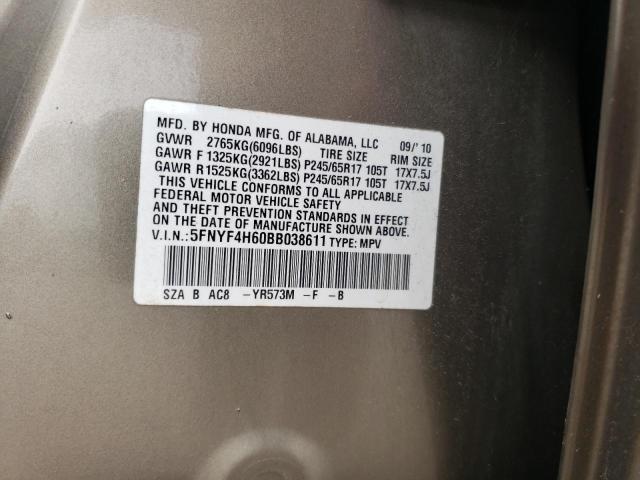 MFD. BY HONDA MFG. OF ALABAMA, LLC 09/'10
GVWR 2765KG(6096LBS) TIRE SIZE RIM SIZE
GAWR F 1325KG(2921LBS) P245/65R17 105T 17X7.5J
GAWR R1525KG(3362LBS) P245/65R17 105T 17X7.5J
THIS VEHICLE CONFORMS TO ALL APPLICABLE
FEDERAL MOTOR VEHICLE SAFETY
AND THEFT PREVENTION STANDARDS IN EFFECT
ON THE DATE OF MANUFACTURE SHOWN ABOVE.
V.I.N.:5FNYF4H60BB038611 TYPE: MPV
SZA B AC8 -YR573M -F -B